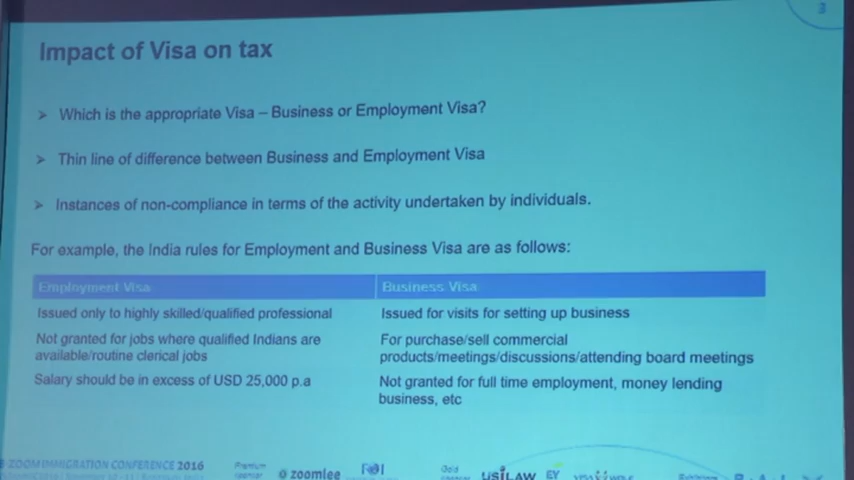 3
Impact of Visa on tax
➢ Which is the appropriate Visa – Business or Employment Visa?
➢ Thin line of difference between Business and Employment Visa
➢ Instances of non-compliance in terms of the activity undertaken by individuals.
For example, the India rules for Employment and Business Visa are as follows:
Employment Visa
Business Visa
Issued only to highly skilled/qualified professional
Issued for visits for setting up business
Not granted for jobs where qualified Indians are
available/routine clerical jobs
For purchase/sell commercial
products/meetings/discussions/attending board meetings
Salary should be in excess of USD 25,000 p.a
Not granted for full time employment, money lending
business, etc
ZOOM IMMIGRATION CONFERENCE 2016
Premium
zoomlee
Gold
USILAW
EY